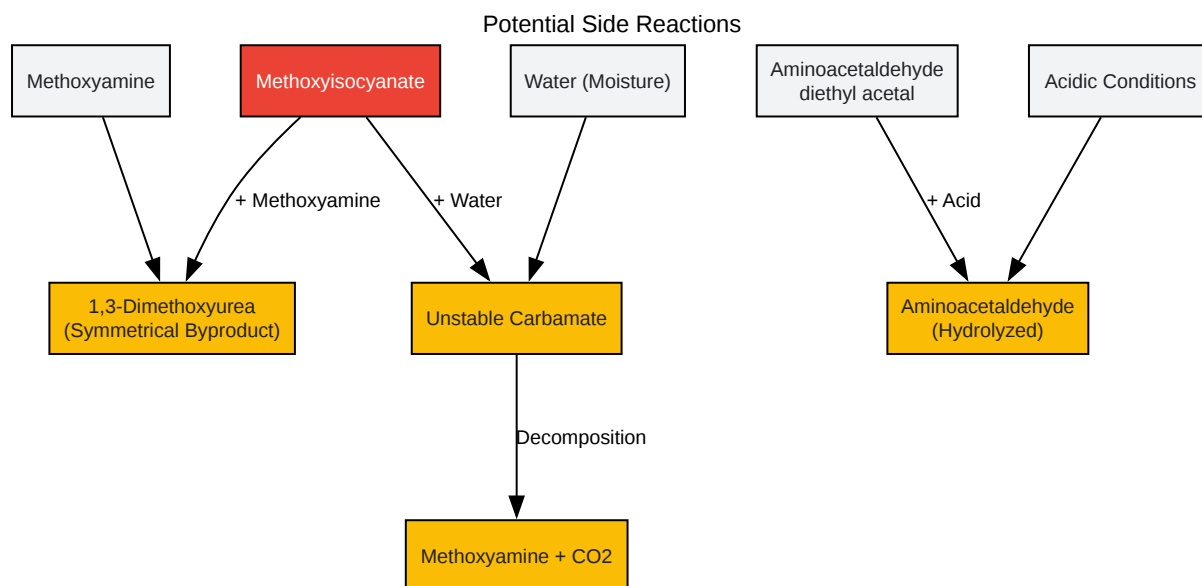 Potential Side Reactions
Methoxyamine
Methoxyisocyanate
Water (Moisture)
Aminoacetaldehyde
diethyl acetal
Acidic Conditions
+ Methoxyamine
+ Water
+ Acid
1,3-Dimethoxyurea
(Symmetrical Byproduct)
Unstable Carbamate
Aminoacetaldehyde
(Hydrolyzed)
Decomposition
Methoxyamine + CO2